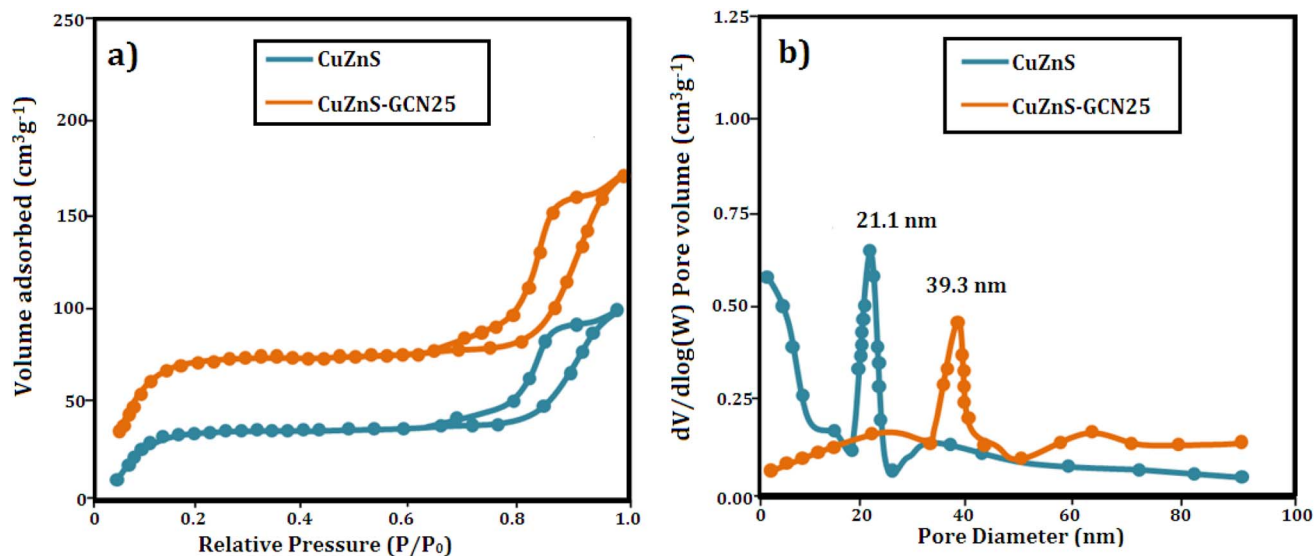 a)
CuZnS
CuZnS-GCN25
Volume adsorbed (cm³g⁻¹)
250
200
150
100
50
0
0
0.2
0.4
0.6
0.8
1.0
Relative Pressure (P/P₀)
b)
CuZnS
CuZnS-GCN25
21.1 nm
39.3 nm
dV/dlog(W) Pore volume (cm³g⁻¹)
1.25
1.00
0.75
0.50
0.25
0.00
0
20
40
60
80
100
Pore Diameter (nm)